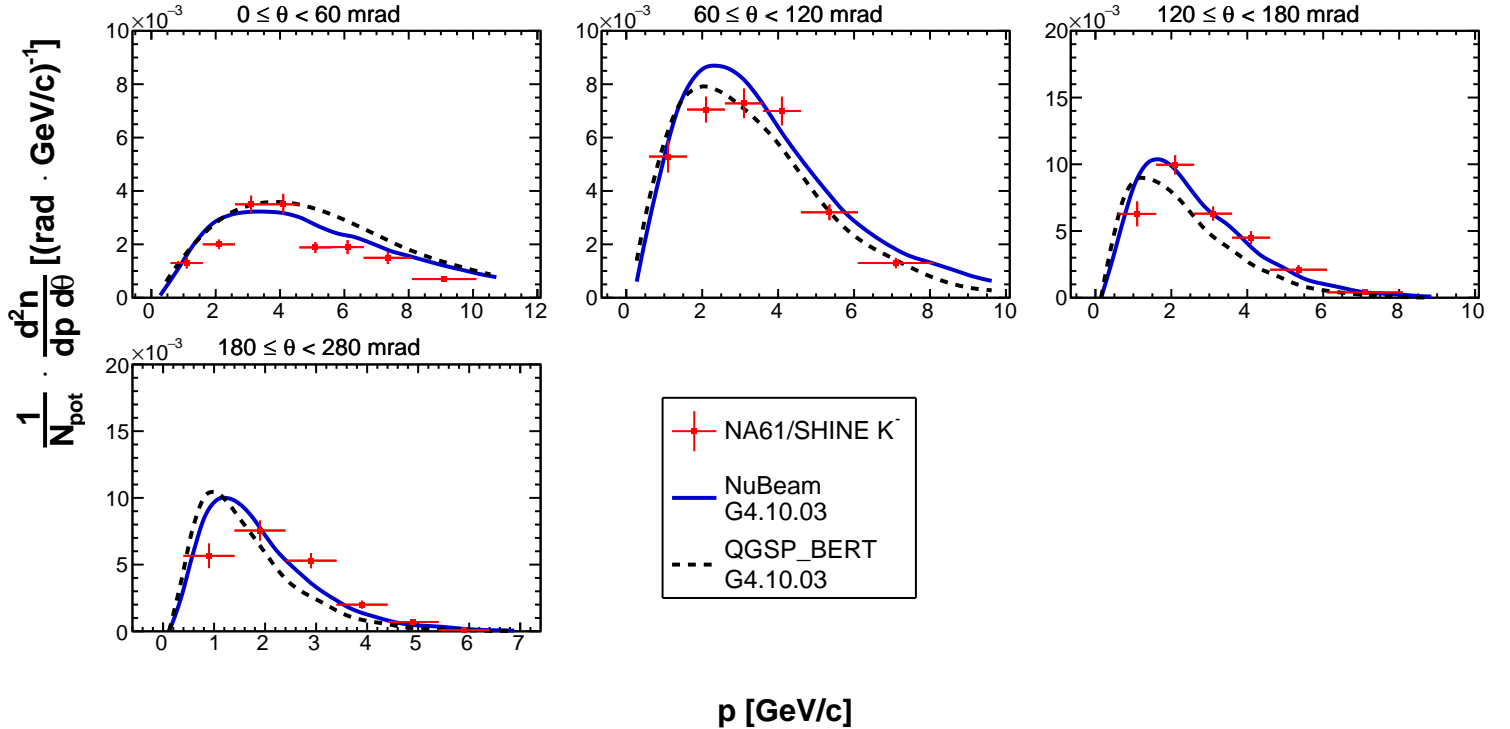 0 ≤ θ < 60 mrad
×10⁻³
10
8
6
4
2
0
0 2 4 6 8 10 12
60 ≤ θ < 120 mrad
×10⁻³
10
8
6
4
2
0
0 2 4 6 8 10
120 ≤ θ < 180 mrad
×10⁻³
20
15
10
5
0
0 2 4 6 8 10
180 ≤ θ < 280 mrad
×10⁻³
20
15
10
5
0
0 1 2 3 4 5 6 7
1/N_pot · d²n/dp dθ [(rad · GeV/c)⁻¹]
NA61/SHINE K⁻
NuBeam
G4.10.03
QGSP_BERT
G4.10.03
p [GeV/c]